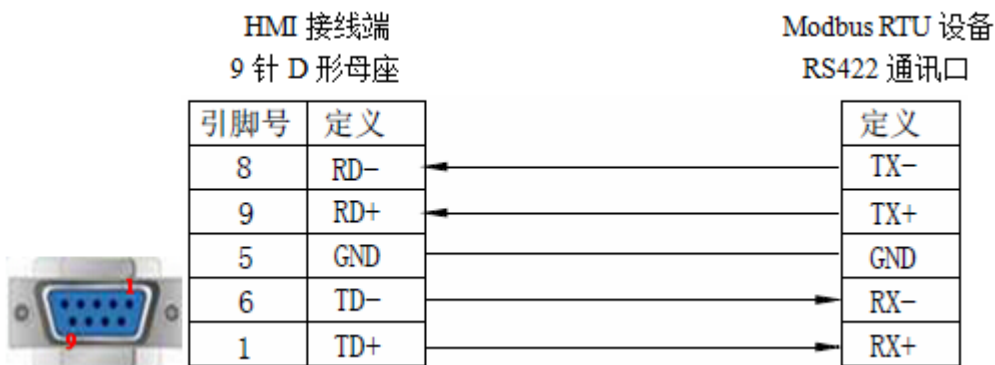 HMI 接线端 Modbus RTU 设备
9 针 D 形母座 RS422 通讯口
引脚号 定义 定义
8 RD- TX-
9 RD+ TX+
5 GND GND
1
6 TD- RX-
9
1 TD+ RX+